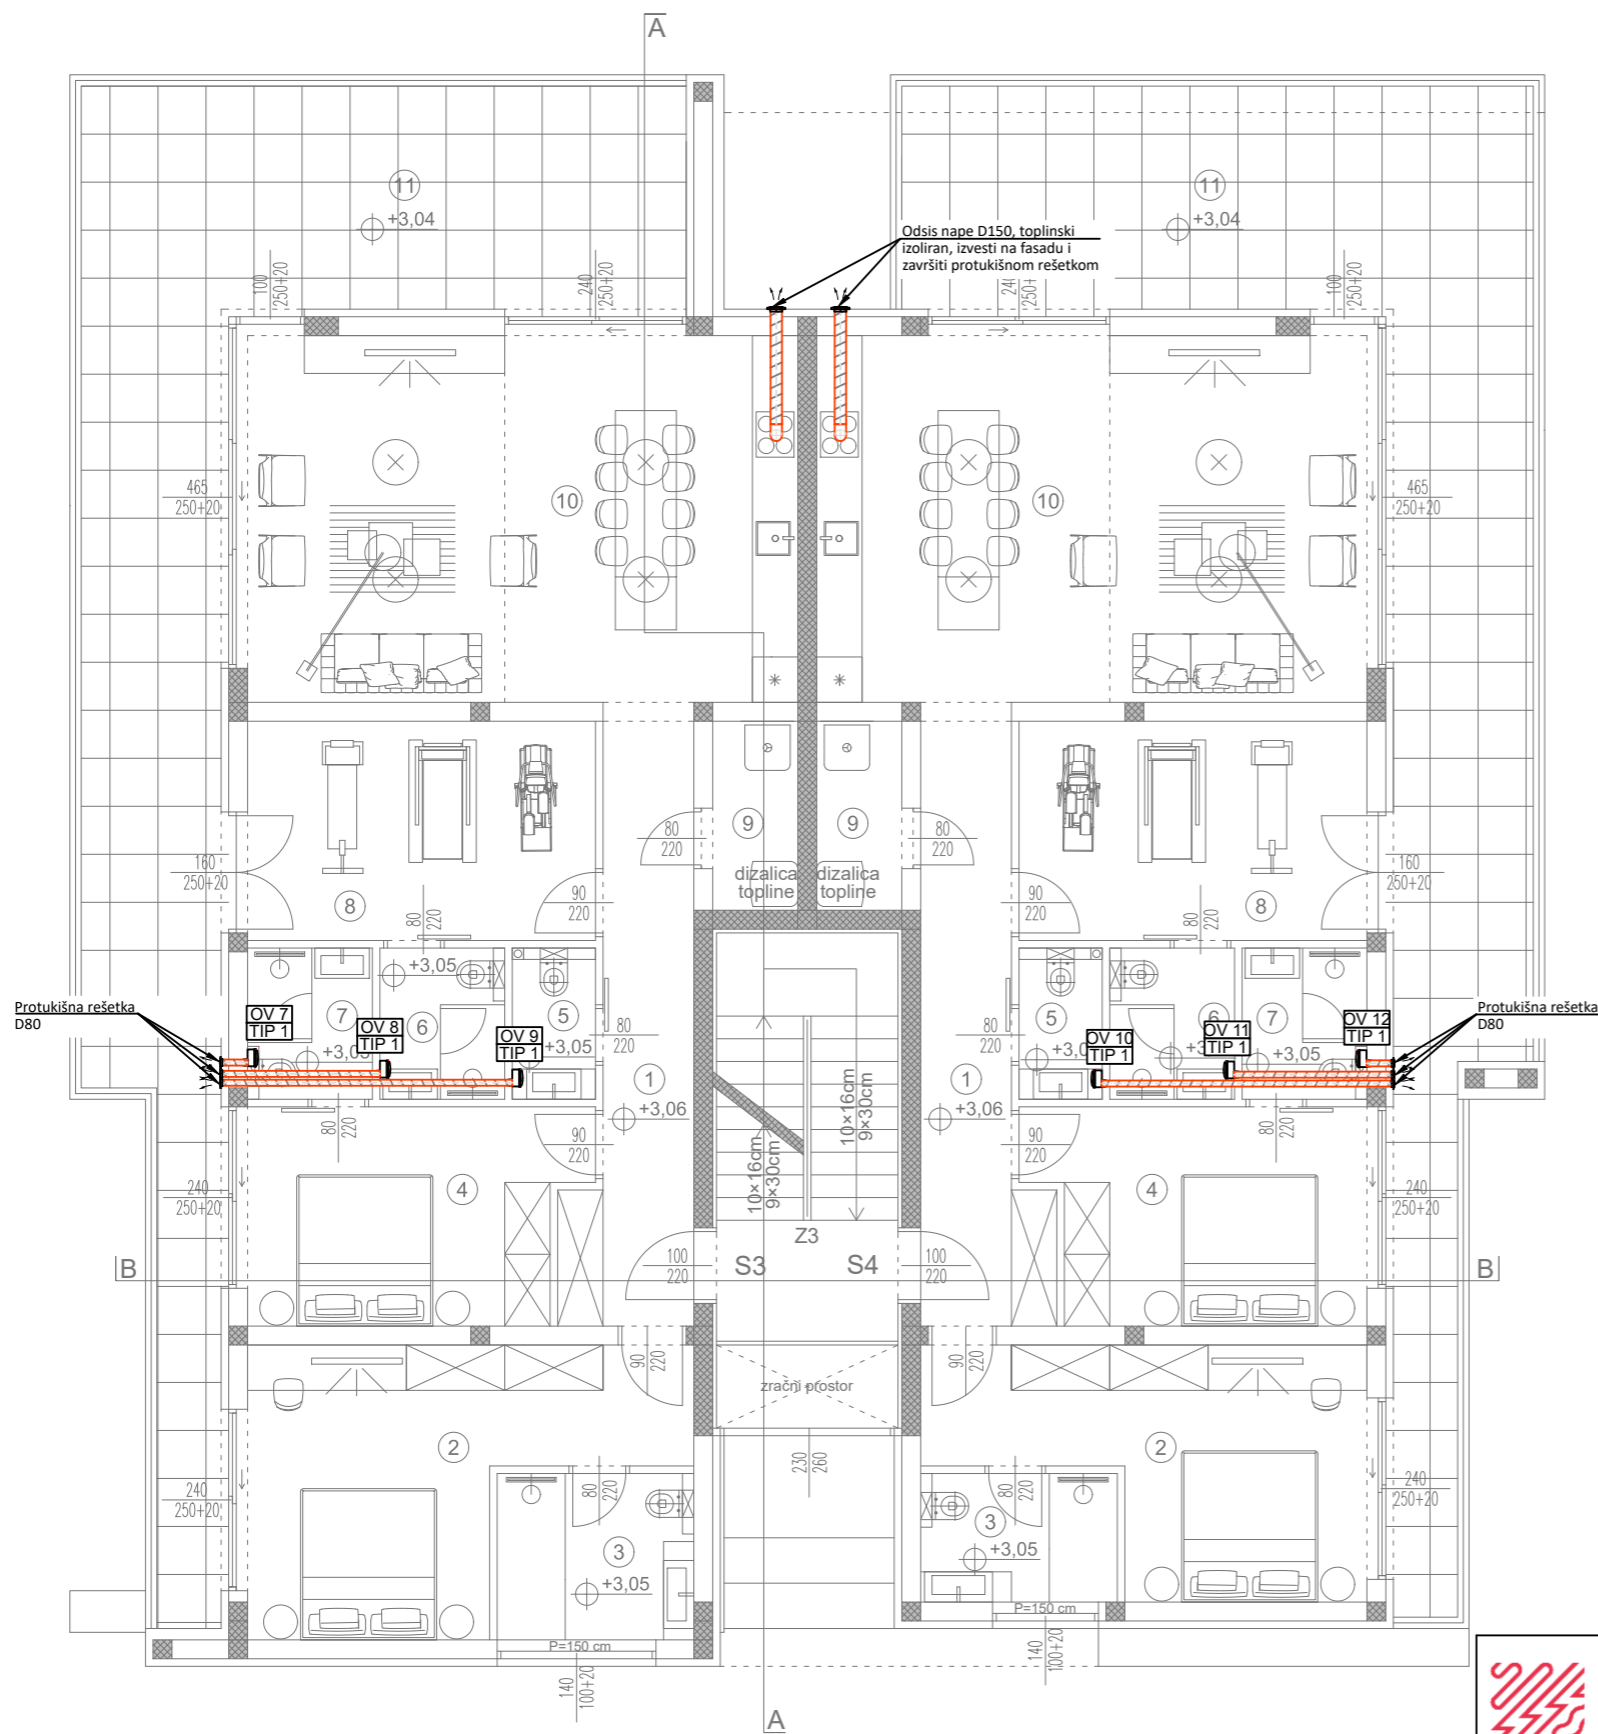 A
11
+3,04
11
+3,04
Odsis nape D150, toplinski
izoliran, izvesti na fasadu i
završiti protukišnom rešetkom
100
250+20
240
250+20
240
250+20
100
250+20
465
250+20
10
10
465
250+20
9
9
80
220
80
220
dizalica
topline
dizalica
topline
160
250+20
160
250+20
8
8
90
220
90
220
80
220
80
220
+3,05
Protukišna rešetka
D80
OV 7
TIP 1
7
OV 8
TIP 1
6
OV 9
TIP 1
5
+3,05
80
220
80
220
5
OV 10
TIP 1
6
OV 11
TIP 1
7
+3,05
OV 12
TIP 1
Protukišna rešetka
D80
1
+3,06
1
+3,06
10×16cm
9×30cm
10×16cm
9×30cm
80
220
90
220
90
220
80
220
4
4
240
250+20
240
250+20
Z3
S3
S4
100
220
100
220
B
B
90
220
90
220
zračni prostor
2
2
230
260
240
250+20
240
250+20
80
220
80
220
3
+3,05
3
+3,05
P=150 cm
P=150 cm
140
100+20
140
100+20
A